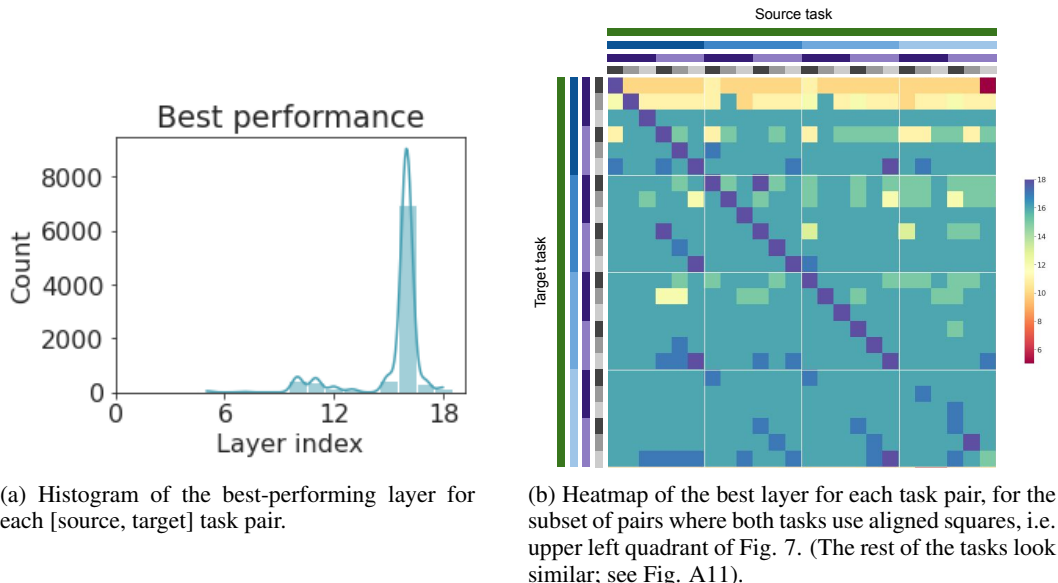 Best performance
Count
8000
6000
4000
2000
0
0 6 12 18
Layer index
(a) Histogram of the best-performing layer for
each [source, target] task pair.
Source task
Target task
18
16
14
12
10
8
6
(b) Heatmap of the best layer for each task pair, for the
subset of pairs where both tasks use aligned squares, i.e.
upper left quadrant of Fig. 7. (The rest of the tasks look
similar; see Fig. A11).